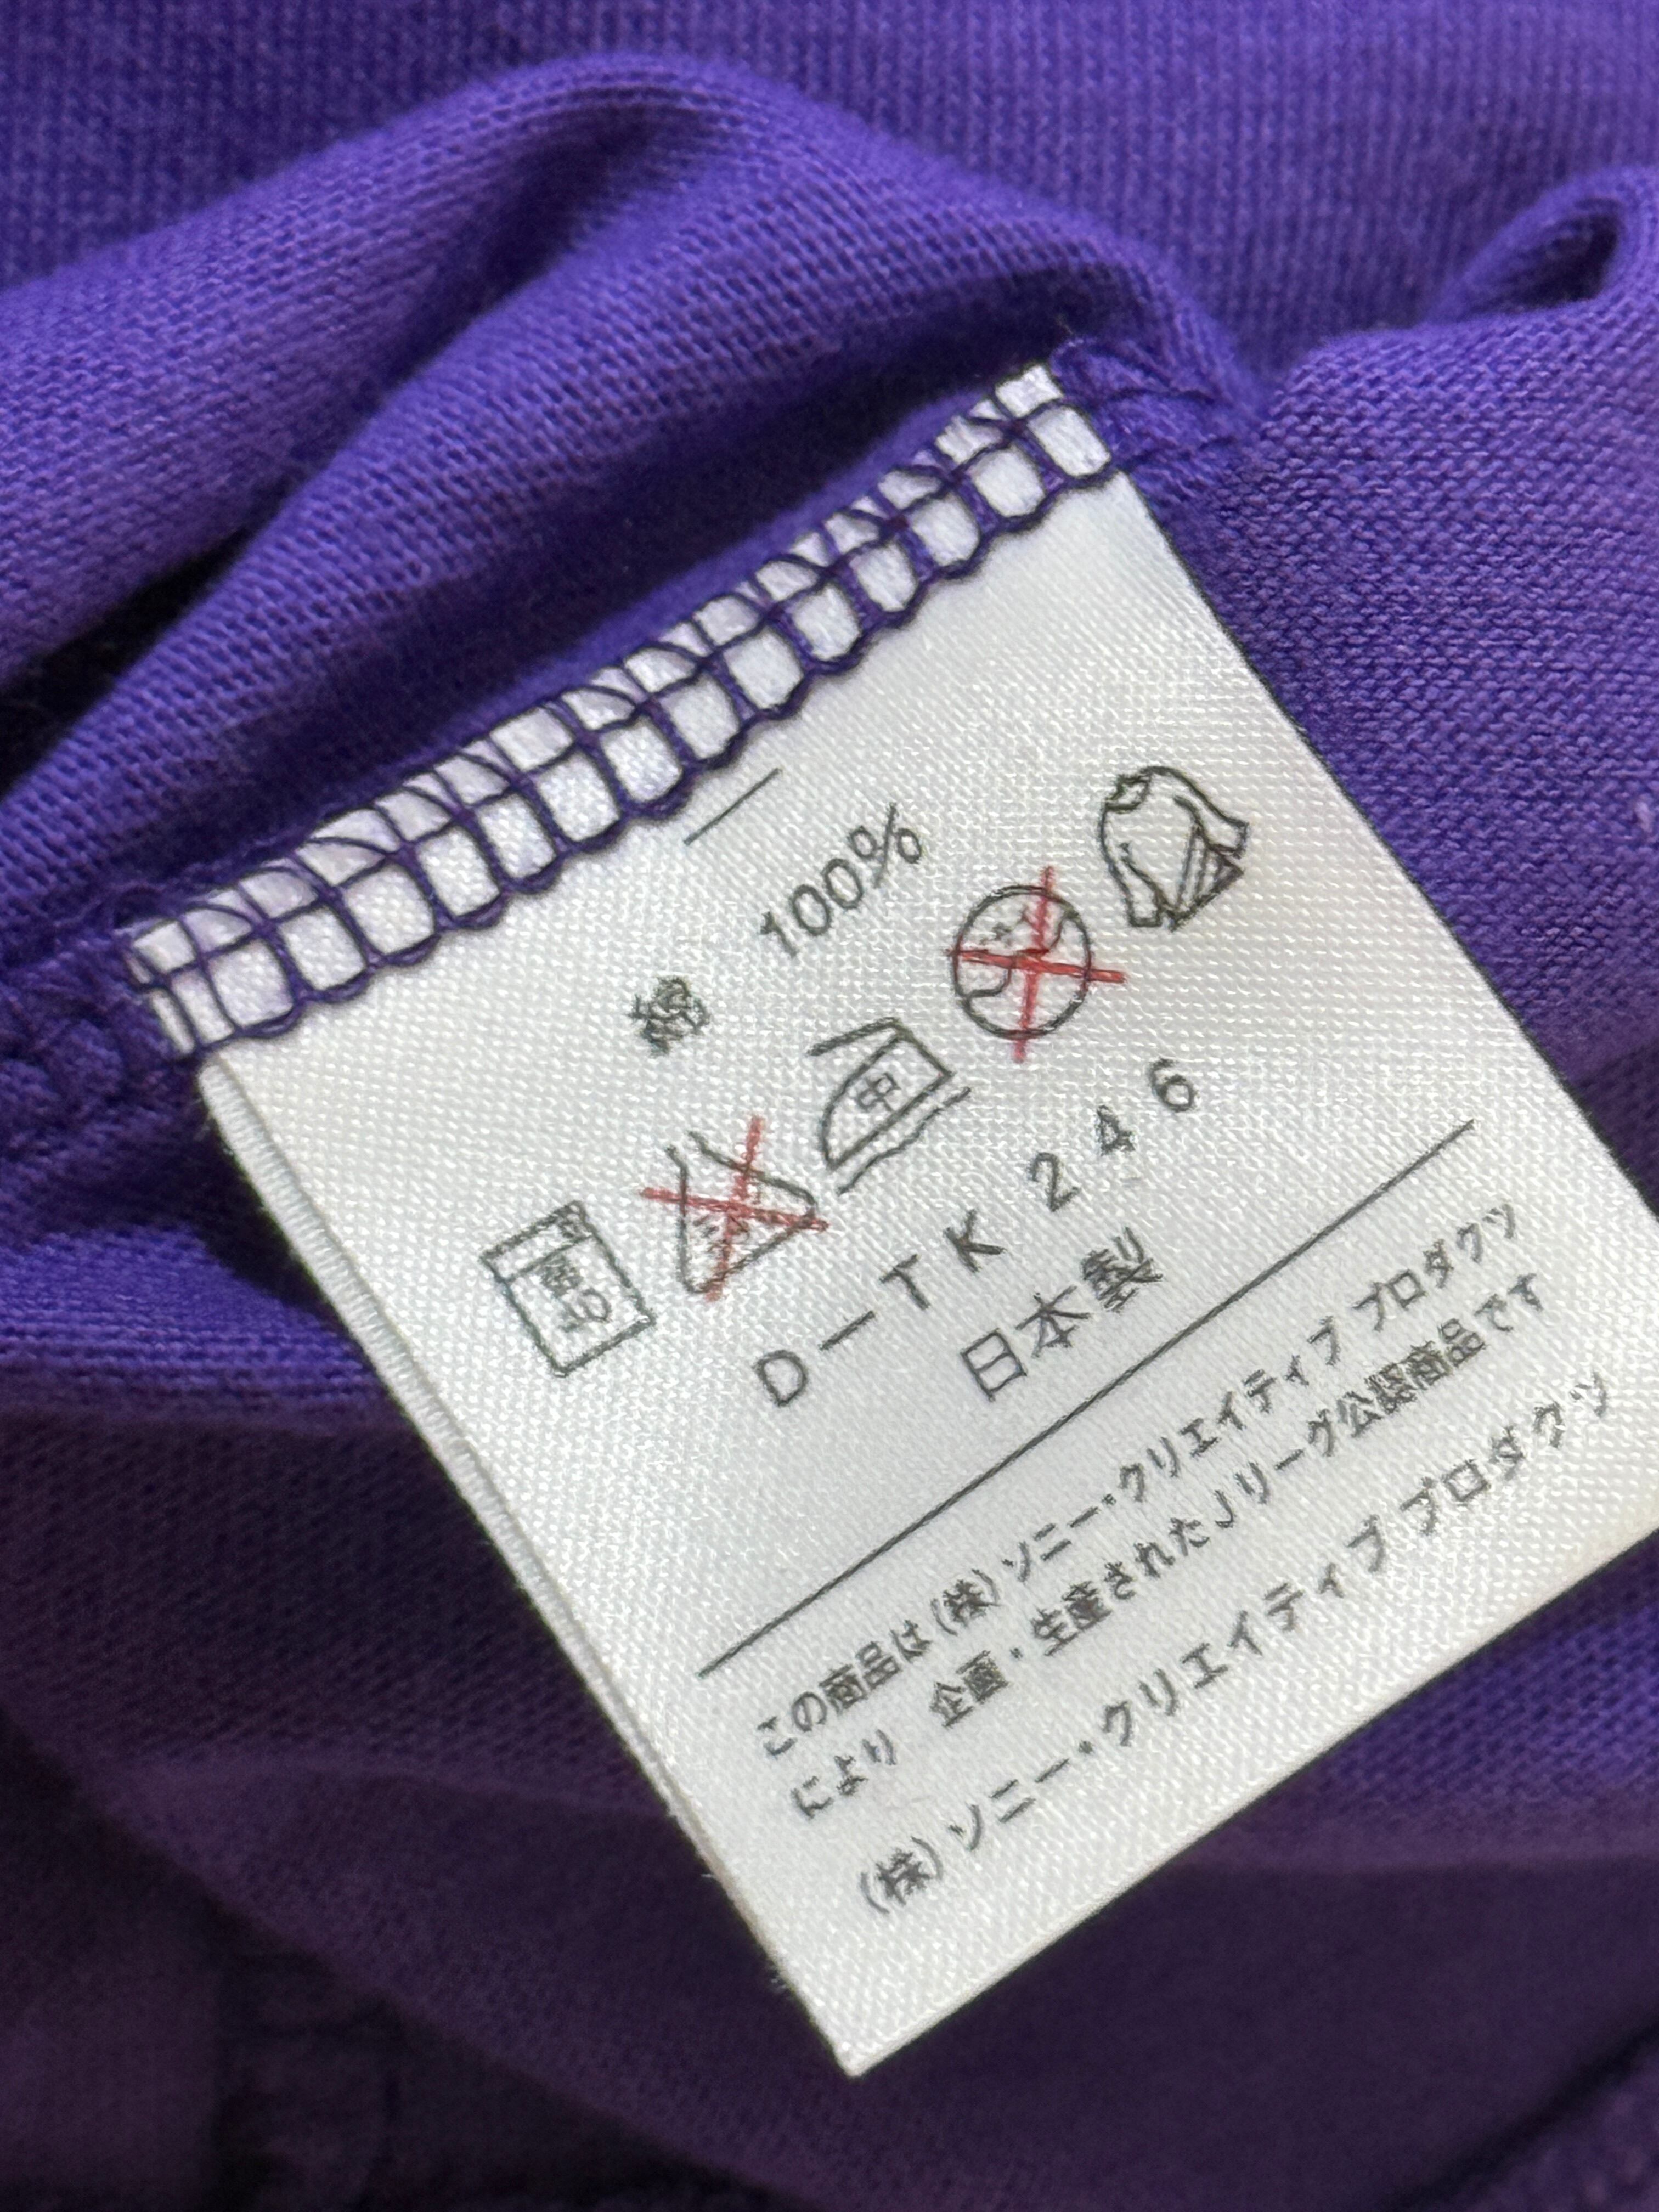 綿 100%
中
D－TK246
日本製
この商品は(株)ソニー・クリエイティブ プロダクツ
により 企画・生産されたJリーグ公認商品です
(株)ソニー・クリエイティブ プロダクツ